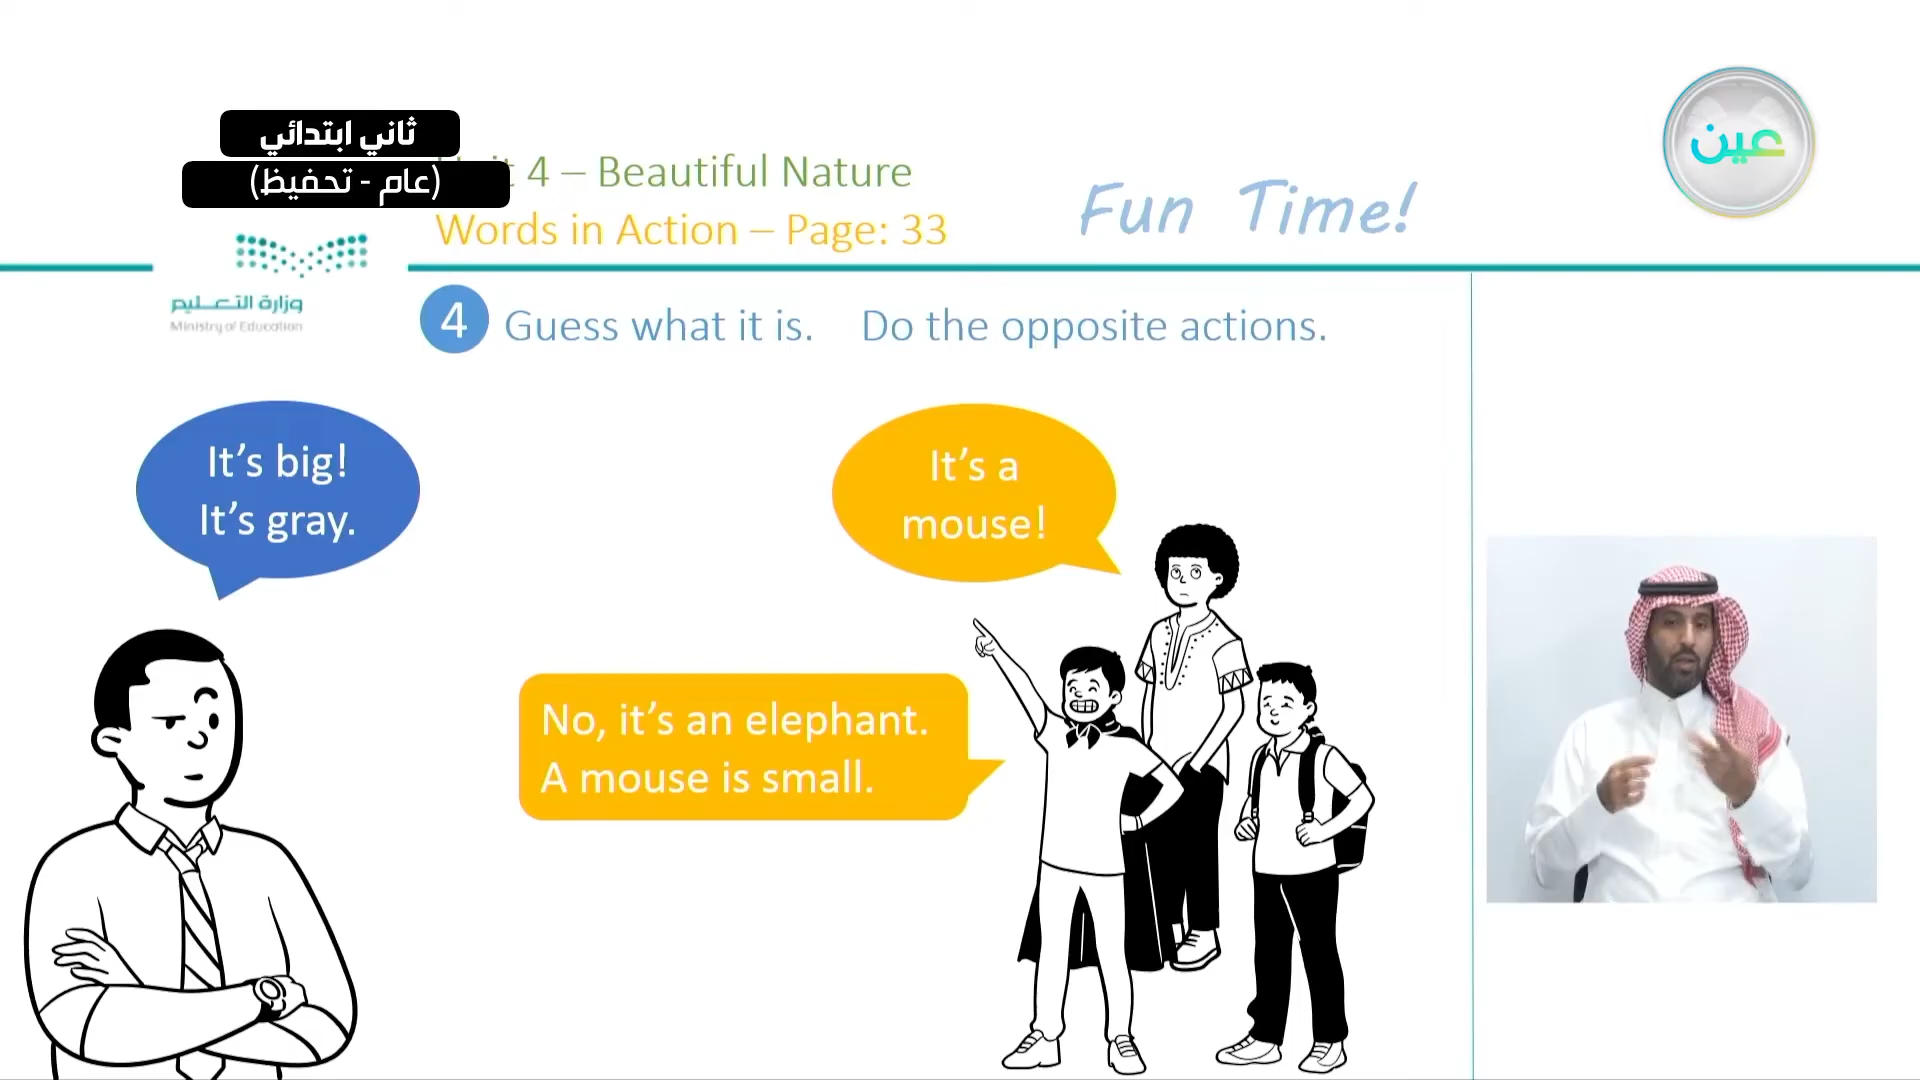 ثاني ابتدائي
(عام - تحفيظ)
4 – Beautiful Nature
Words in Action – Page: 33
Fun Time!
عين
وزارة التعليم
Ministry of Education
4 Guess what it is. Do the opposite actions.
It's big!
It's gray.
It's a
mouse!
No, it's an elephant.
A mouse is small.